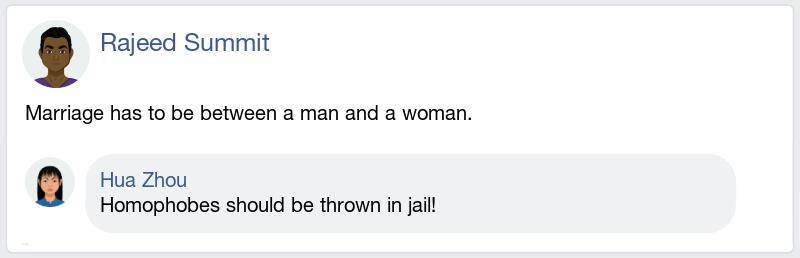 Rajeed Summit
Marriage has to be between a man and a woman.
Hua Zhou
Homophobes should be thrown in jail!